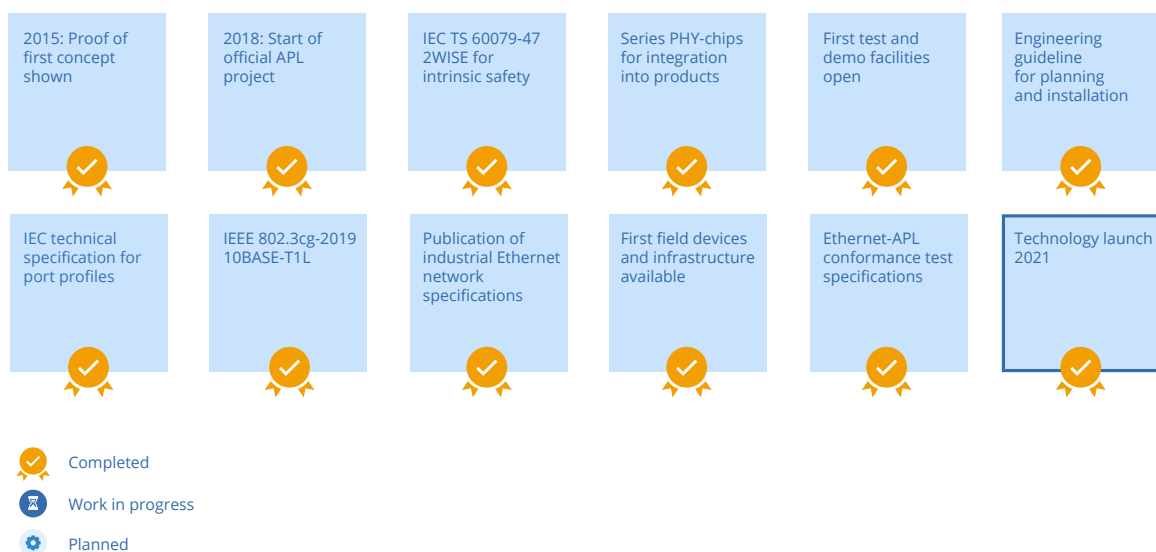 2015: Proof of
first concept
shown
2018: Start of
official APL
project
IEC TS 60079-47
2WISE for
intrinsic safety
Series PHY-chips
for integration
into products
First test and
demo facilities
open
Engineering
guideline
for planning
and installation
IEC technical
specification for
port profiles
IEEE 802.3cg-2019
10BASE-T1L
Publication of
industrial Ethernet
network
specifications
First field devices
and infrastructure
available
Ethernet-APL
conformance test
specifications
Technology launch
2021
Completed
Work in progress
Planned